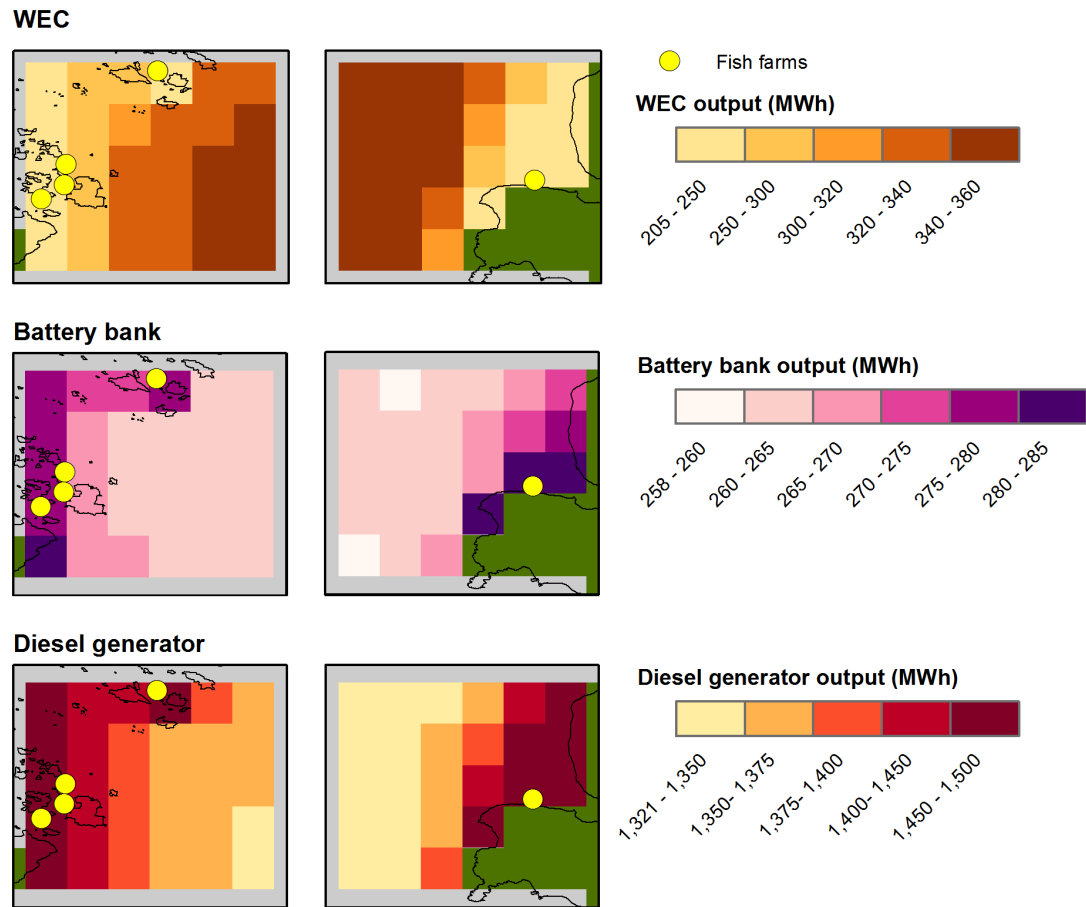 WEC
Fish farms
WEC output (MWh)
205 - 250
250 - 300
300 - 320
320 - 340
340 - 360
Battery bank
Battery bank output (MWh)
258 - 260
260 - 265
265 - 270
270 - 275
275 - 280
280 - 285
Diesel generator
Diesel generator output (MWh)
1,321 - 1,350
1,350- 1,375
1,375- 1,400
1,400- 1,450
1,450 - 1,500